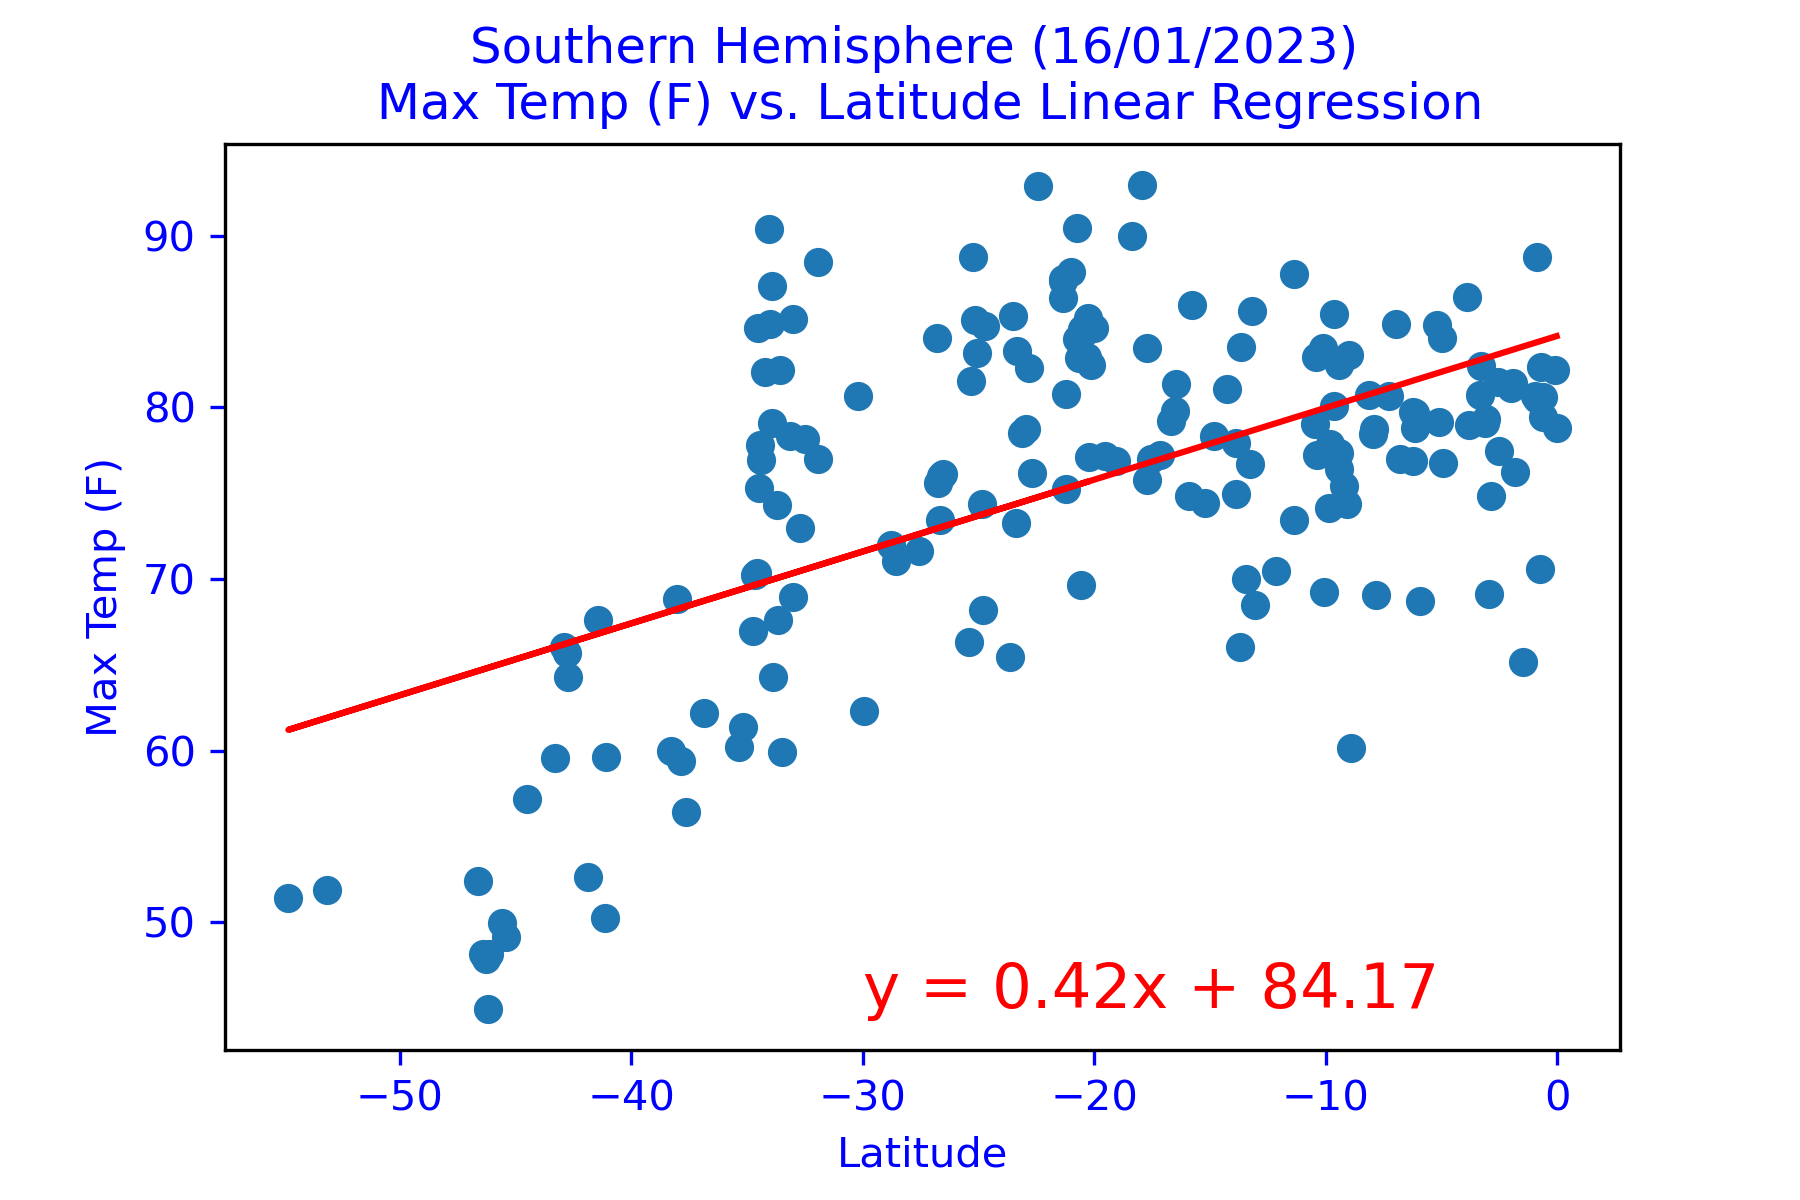 Southern Hemisphere (16/01/2023)
Max Temp (F) vs. Latitude Linear Regression
90
80
70
60
50
Max Temp (F)
y = 0.42x + 84.17
−50 −40 −30 −20 −10 0
Latitude